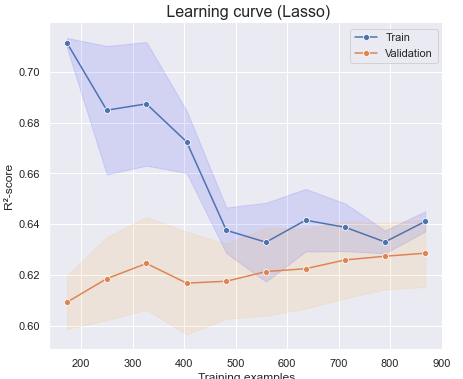 Learning curve (Lasso)
Train
Validation
R²-score
0.70
0.68
0.66
0.64
0.62
0.60
200 300 400 500 600 700 800 900
Training examples